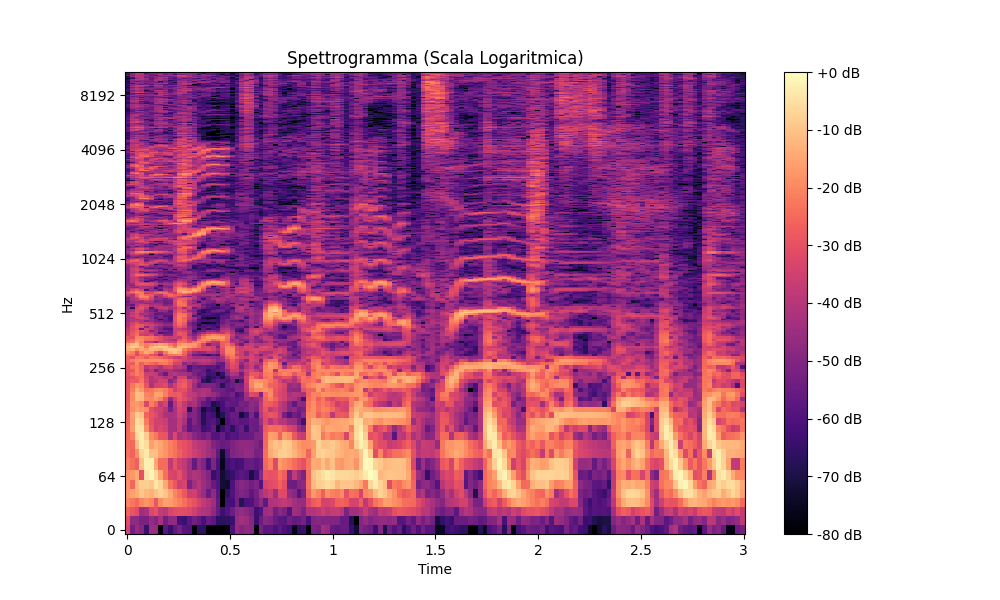 Spettrogramma (Scala Logaritmica)
Hz
8192
4096
2048
1024
512
256
128
64
0
0 0.5 1 1.5 2 2.5 3
Time
+0 dB
-10 dB
-20 dB
-30 dB
-40 dB
-50 dB
-60 dB
-70 dB
-80 dB